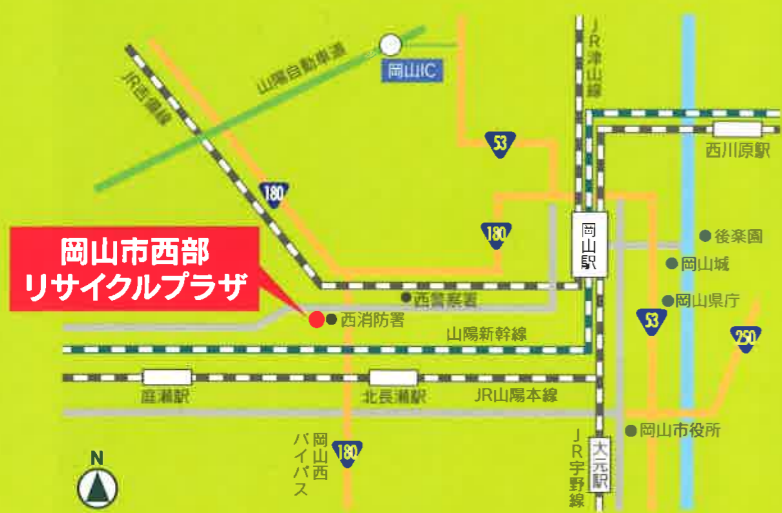 JR津山線
山陽自動車道
岡山IC
JR吉備線
53
西川原駅
180
180
岡山駅
後楽園
岡山城
岡山市西部
リサイクルプラザ
西警察署
岡山県庁
西消防署
山陽新幹線
53
250
庭瀬駅
北長瀬駅
JR山陽本線
岡山市役所
岡山西
バイパス
180
JR宇野線
大元駅
N